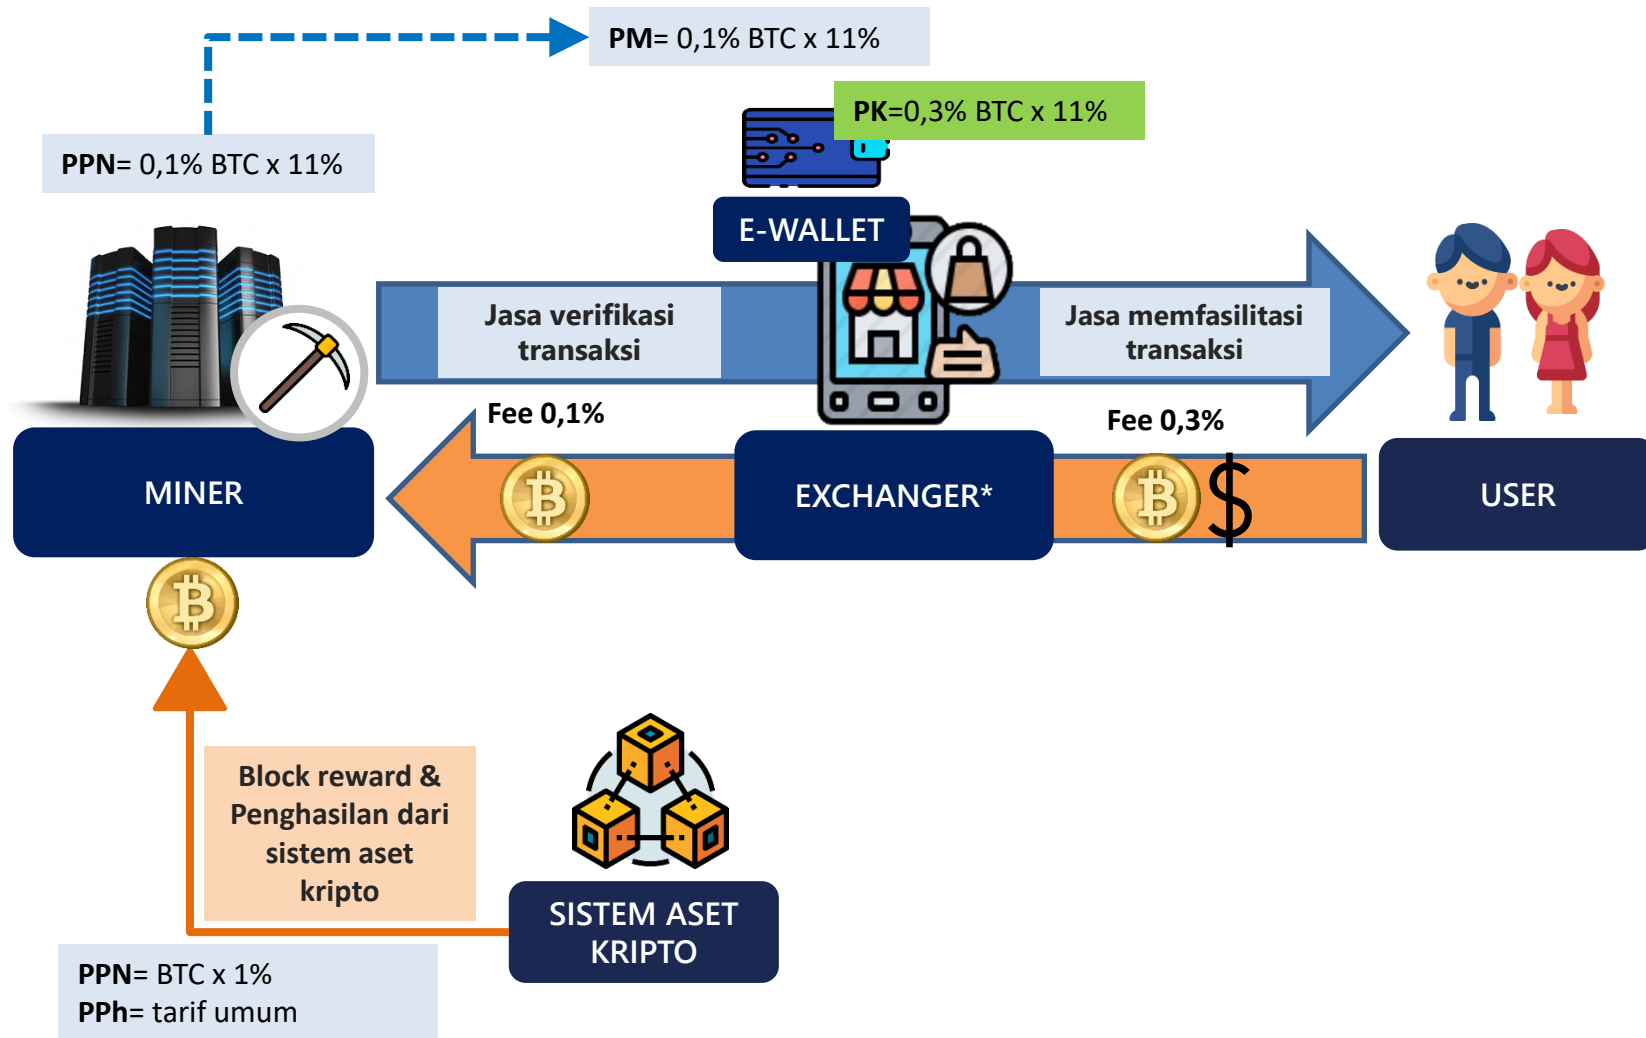 PM= 0,1% BTC x 11%
PK=0,3% BTC x 11%
PPN= 0,1% BTC x 11%
E-WALLET
Jasa verifikasi
transaksi
Jasa memfasilitasi
transaksi
Fee 0,1%
Fee 0,3%
MINER
EXCHANGER*
USER
Block reward &
Penghasilan dari
sistem aset
kripto
SISTEM ASET
KRIPTO
PPN= BTC x 1%
PPh= tarif umum